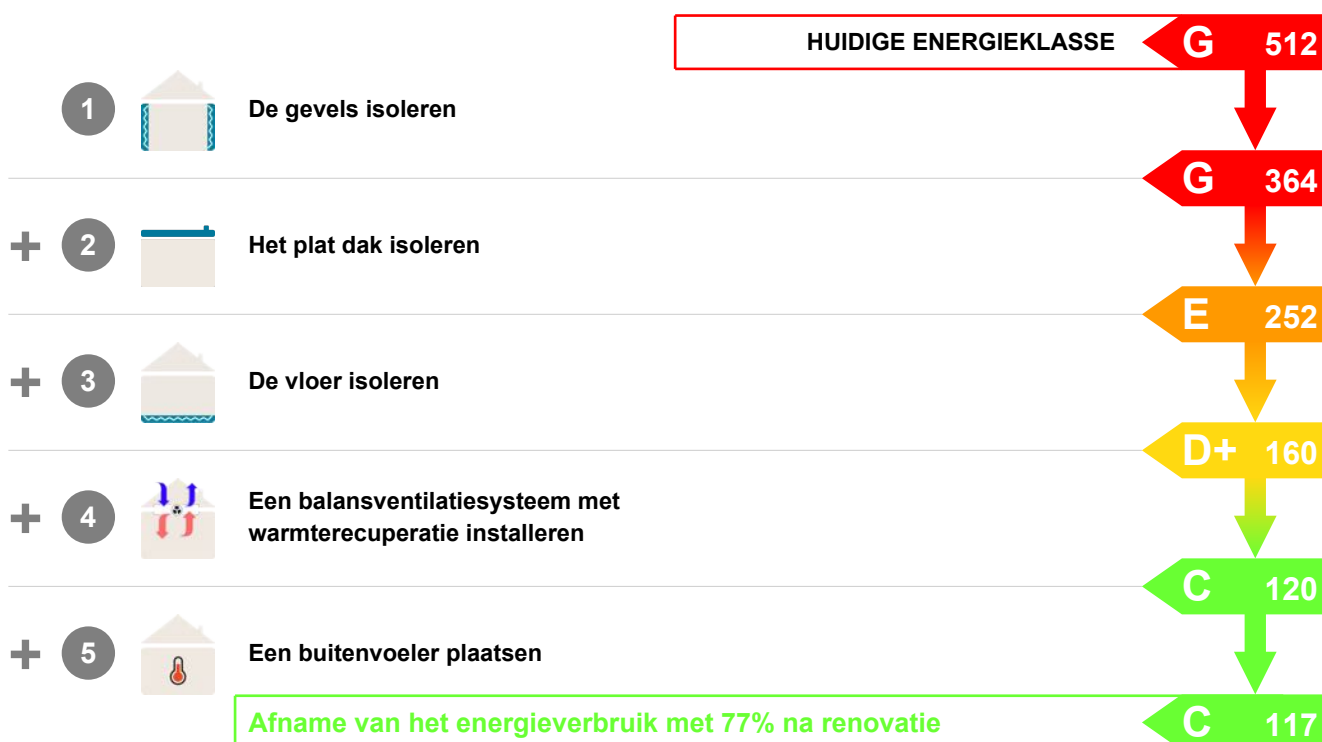 HUIDIGE ENERGIEKLASSE G 512
1 De gevels isoleren
G 364
+ 2 Het plat dak isoleren
E 252
+ 3 De vloer isoleren
D+ 160
+ 4 Een balansventilatiesysteem met
warmterecuperatie installeren
C 120
+ 5 Een buitenvoeler plaatsen
Afname van het energieverbruik met 77% na renovatie C 117